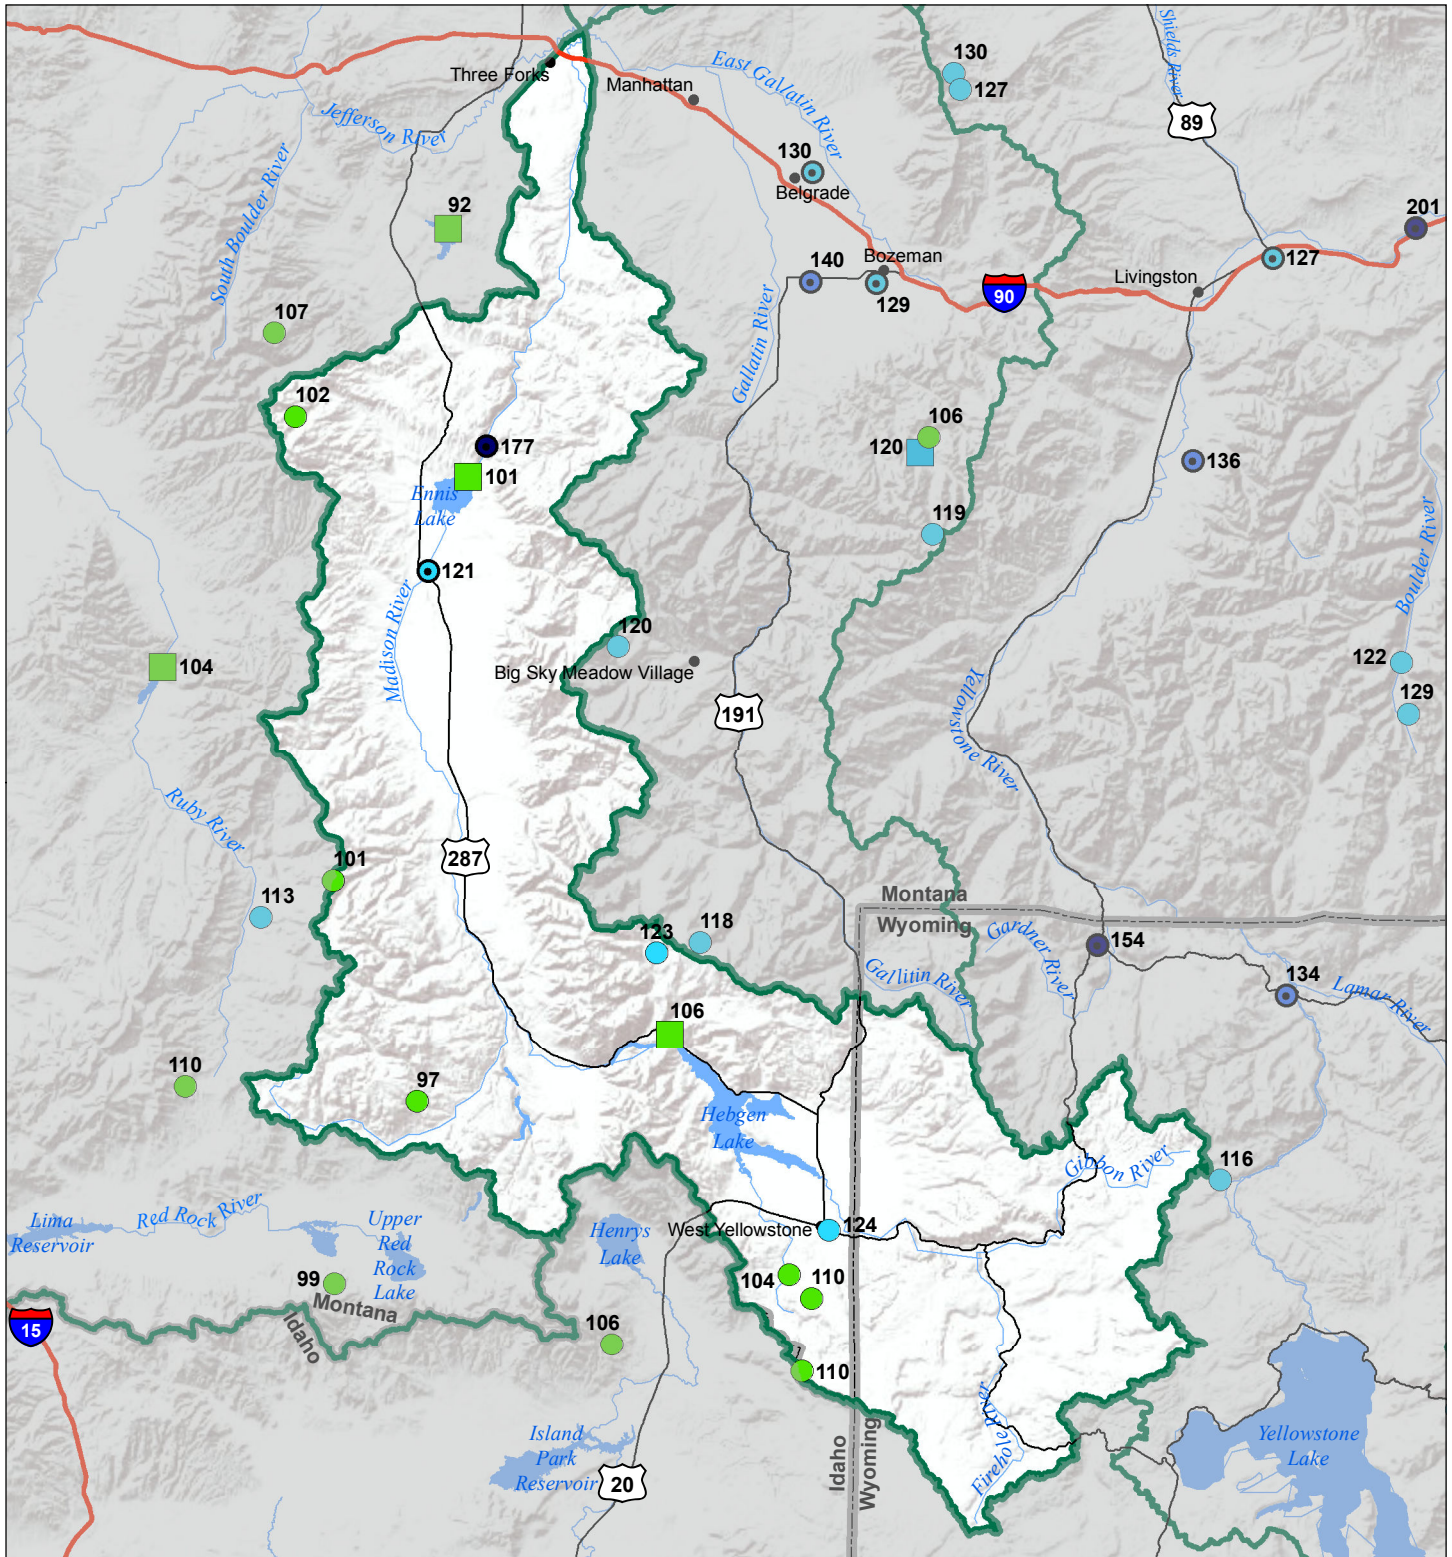 Three Forks
Manhattan
Jefferson River
East Gallatin River
Shields River
130
127
89
130
Belgrade
South Boulder River
92
201
140
Bozeman
129
127
Livingston
90
107
Gallatin River
102
106
120
177
101
136
Ennis
Lake
119
Boulder River
121
Madison River
120
Big Sky Meadow Village
104
122
129
191
Yellowstone River
Ruby River
287
101
113
Montana
Wyoming
118
123
Gardner River
154
Gallitin River
134
Lamar River
106
110
97
Hebgen
Lake
Gibbon River
116
Lima
Reservoir
Red Rock River
Upper
Red
Rock
Lake
Henrys
Lake
West Yellowstone
124
99
Montana
Idaho
104
110
15
106
110
Firehole River
Island
Park
Reservoir
20
Idaho
Wyoming
Yellowstone
Lake